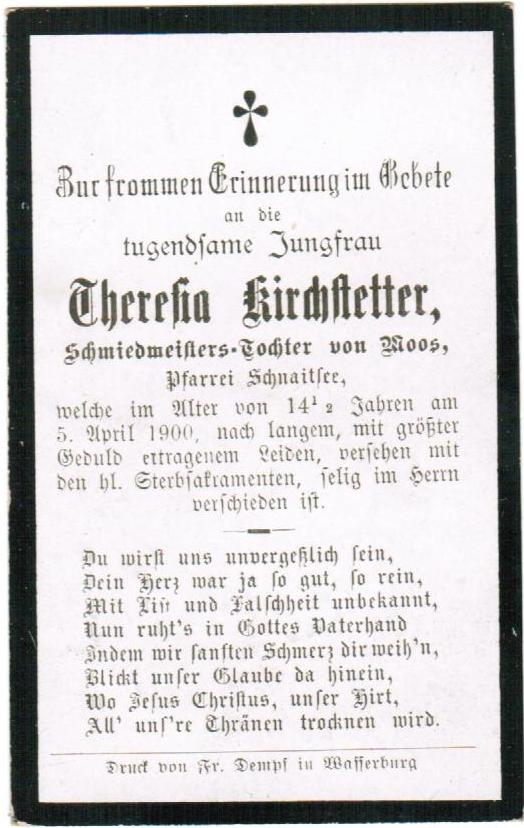 Zur frommen Erinnerung im Gebete
an die
tugendsame Jungfrau
Theresia Kirchstetter,
Schmiedmeisters-Tochter von Moos,
Pfarrei Schnaitsee,
welche im Alter von 14 1/2 Jahren am
5. April 1900, nach langem, mit größter
Geduld ertragenem Leiden, versehen mit
den hl. Sterbsakramenten, selig im Herrn
verschieden ist.
Du wirst uns unvergeßlich sein,
Dein Herz war ja so gut, so rein,
Mit List und Falschheit unbekannt,
Nun ruht's in Gottes Vaterhand
Indem wir sanften Schmerz dir weih'n,
Blickt unser Glaube da hinein,
Wo Jesus Christus, unser Hirt,
All' uns're Thränen trocknen wird.
Druck von Fr. Dempf in Wasserburg